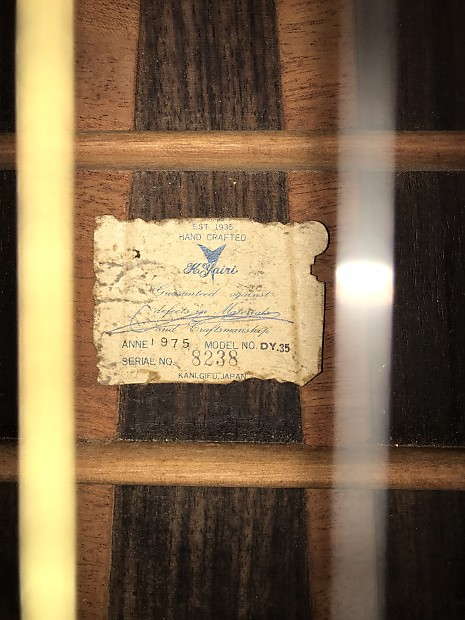 EST. 1935
HAND CRAFTED
K.Yairi
Guaranteed against
defects in Materials
and Craftsmanship
ANNE 1975 MODEL NO. DY.35
SERIAL NO. 8238
KANI,GIFU,JAPAN